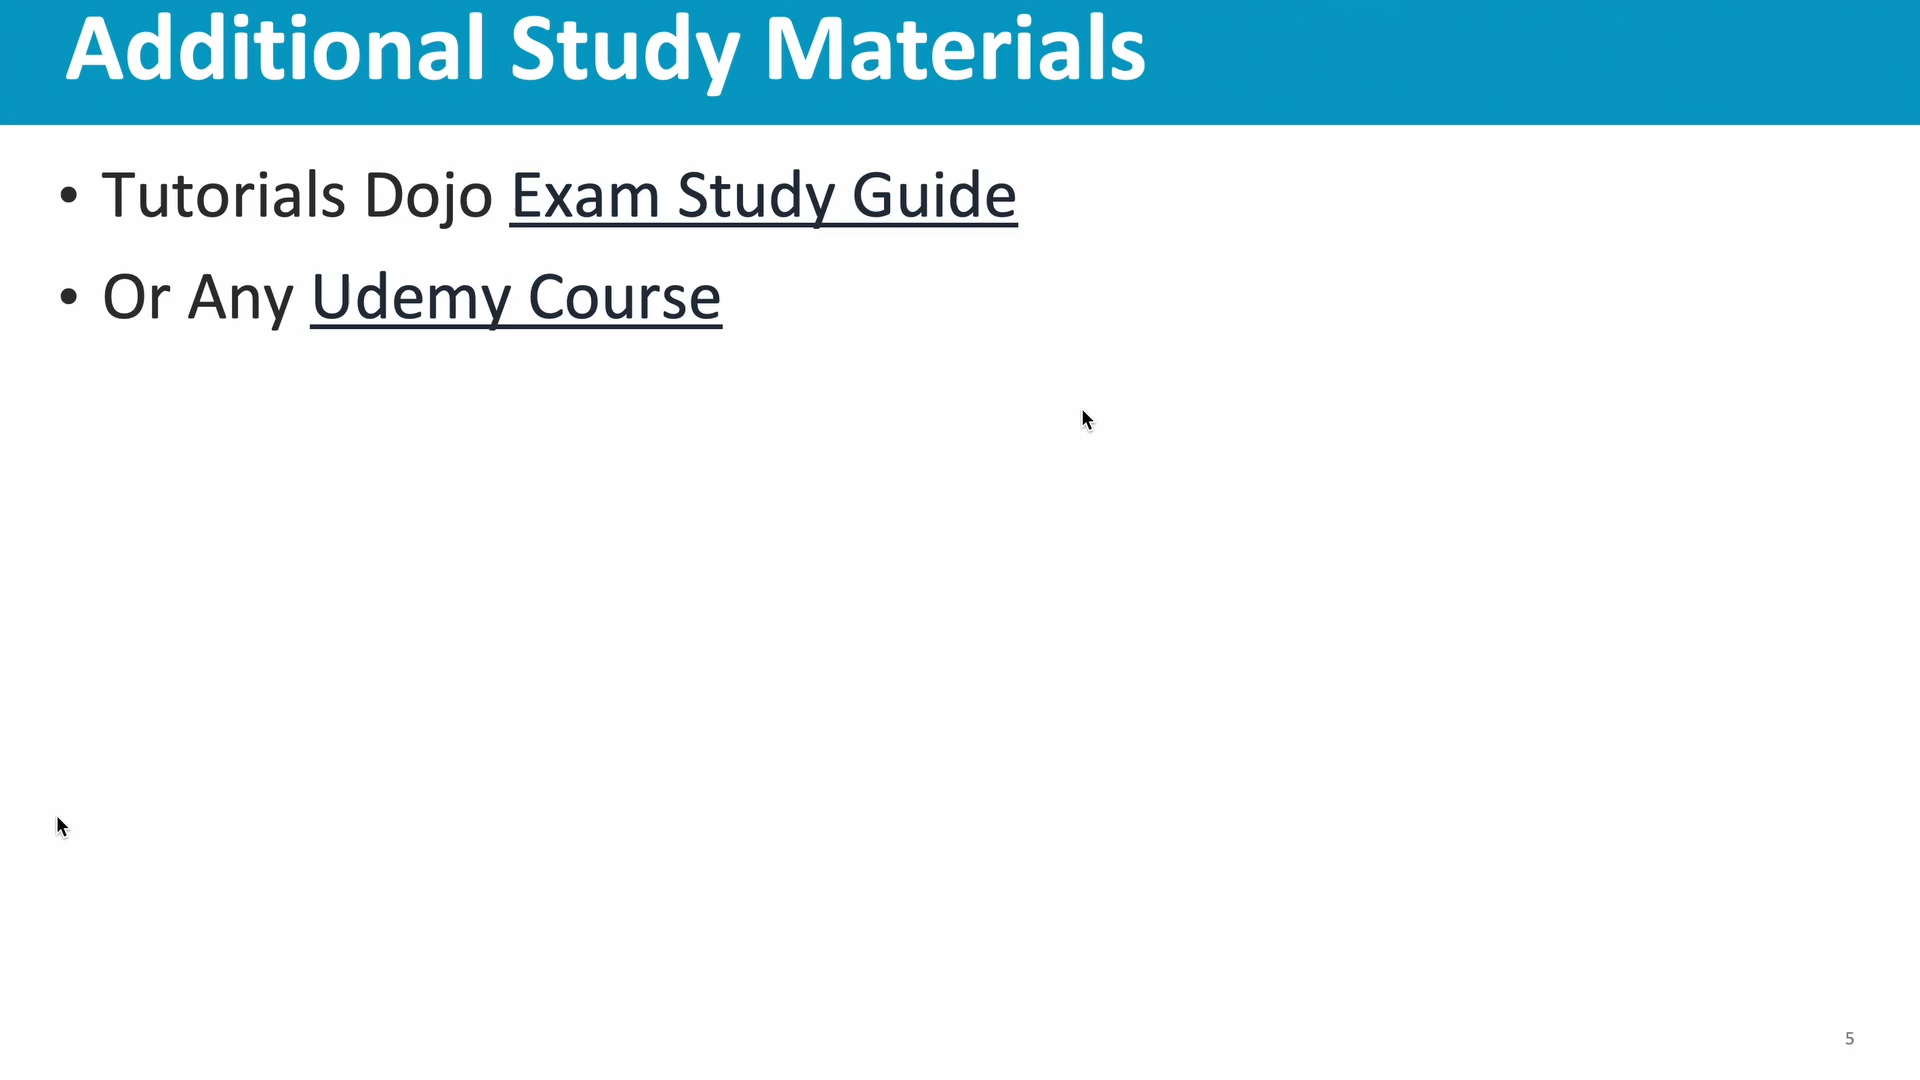 Additional Study Materials
• Tutorials Dojo Exam Study Guide
• Or Any Udemy Course
5